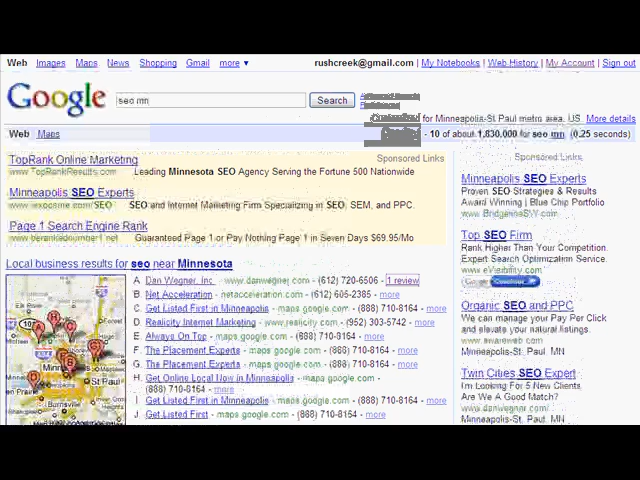 Web Images Maps News Shopping Gmail more ▼ rushcreek@gmail.com | My Notebooks | Web History | My Account | Sign out
Google seo mn Search
for Minneapolis-St Paul metro area, US More details
Web Maps - 10 of about 1,830,000 for seo mn (0.25 seconds)
TopRank Online Marketing Sponsored Links
www.TopRankResults.com Leading Minnesota SEO Agency Serving the Fortune 500 Nationwide
Minneapolis SEO Experts
SEO and Internet Marketing Firm Specializing in SEO, SEM, and PPC.
Page 1 Search Engine Rank
Guaranteed Page 1 or Pay Nothing Page 1 in Seven Days $69.95/Mo
Local business results for seo near Minnesota
A. Dan Wegner, Inc. - www.danwegner.com - (612) 720-6506 - 1 review
B. Net Acceleration - netacceleration.com - (612) 605-2385 - more
C. Get Listed First in Minneapolis - maps.google.com - (888) 710-8164 - more
D. Realicity Internet Marketing - www.realicity.com - (952) 303-5742 - more
E. Always On Top - maps.google.com - (888) 710-8164 - more
F. The Placement Experts - maps.google.com - (888) 710-8164 - more
G. The Placement Experts - maps.google.com - (888) 710-8164 - more
H. Get Online Local Now in Minneapolis - maps.google.com -
(888) 710-8164 - more
I. Get Listed First in Minneapolis - maps.google.com - (888) 710-8164 - more
J. Get Listed First - maps.google.com - (888) 710-8164 - more
St Paul
Burnsville
Sponsored Links
Minneapolis SEO Experts
Proven SEO Strategies & Results
Award Winning | Blue Chip Portfolio
Top SEO Firm
Rank Higher Than Your Competition.
Expert Search Optimization Service.
www.eVisibility.com
Organic SEO and PPC
We can manage your Pay Per Click
and elevate your natural listings.
Minneapolis-St. Paul, MN
Twin Cities SEO Expert
I'm Looking For 5 New Clients
Are We A Good Match?
www.danwegner.com/
Minneapolis-St. Paul, MN